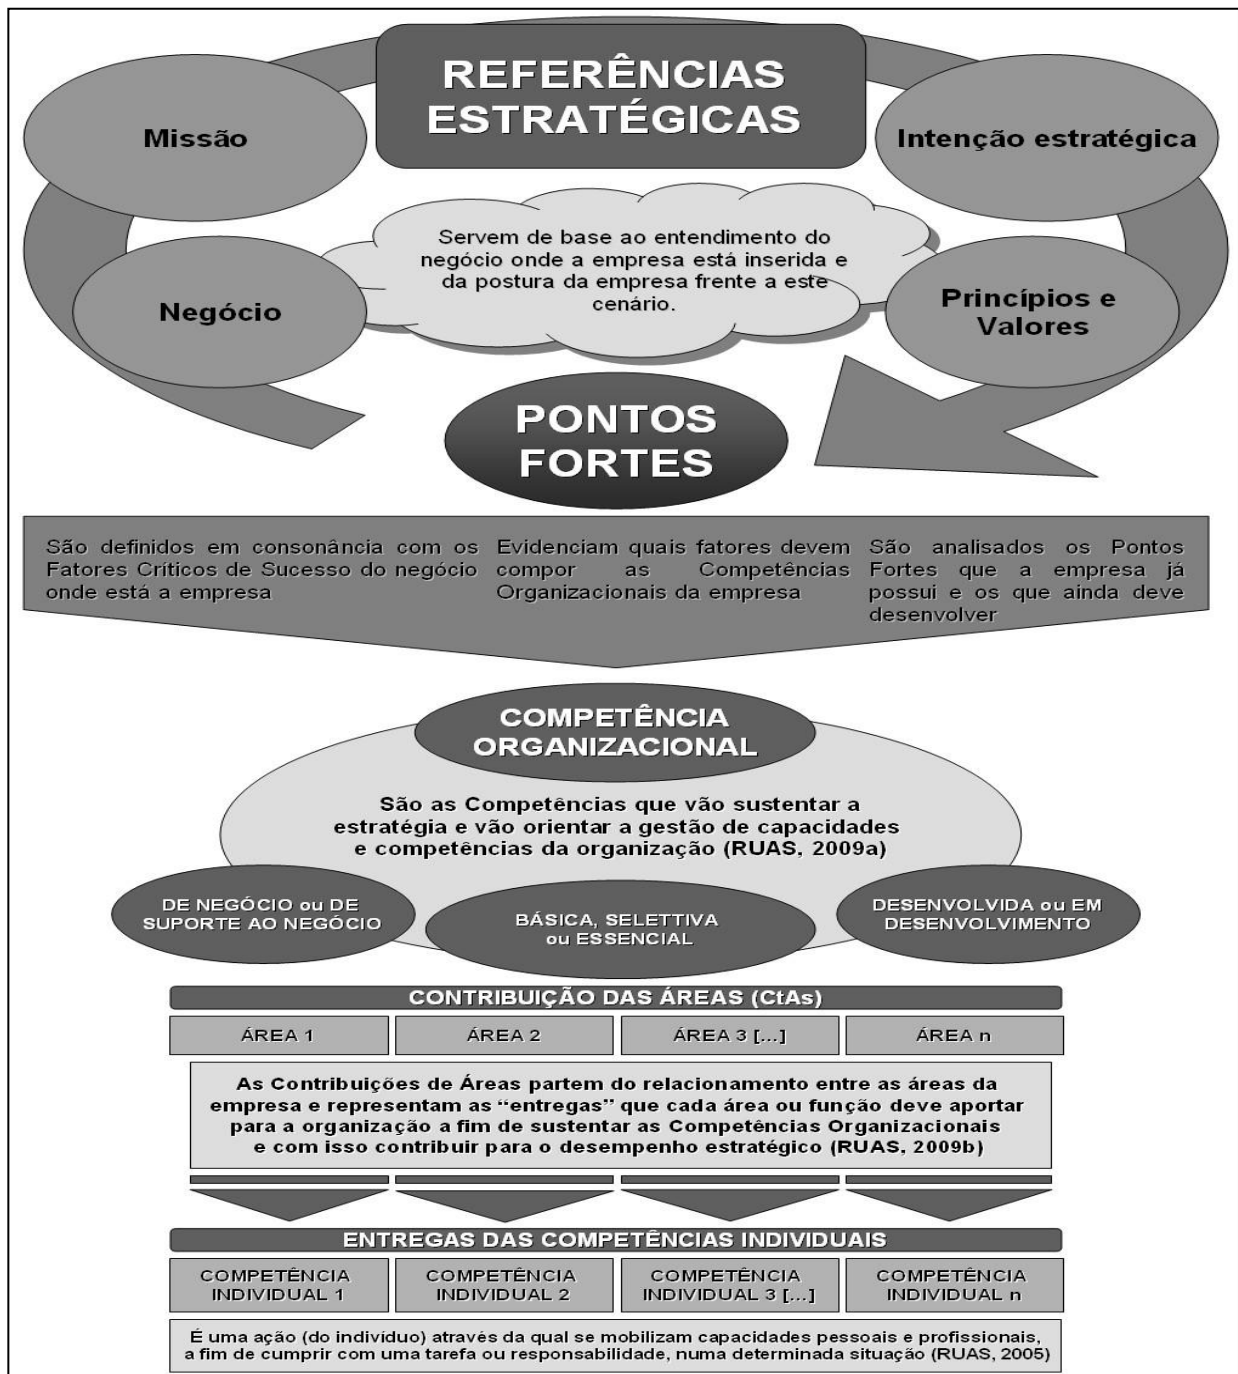 REFERÊNCIAS
ESTRATÉGICAS
Missão
Intenção estratégica
Servem de base ao entendimento do
negócio onde a empresa está inserida e
da postura da empresa frente a este
cenário.
Negócio
Princípios e
Valores
PONTOS
FORTES
São definidos em consonância com os
Fatores Críticos de Sucesso do negócio
onde está a empresa
Evidenciam quais fatores devem
compor as Competências
Organizacionais da empresa
São analisados os Pontos
Fortes que a empresa já
possui e os que ainda deve
desenvolver
COMPETÊNCIA
ORGANIZACIONAL
São as Competências que vão sustentar a
estratégia e vão orientar a gestão de capacidades
e competências da organização (RUAS, 2009a)
DE NEGÓCIO ou DE
SUPORTE AO NEGÓCIO
BÁSICA, SELETTIVA
ou ESSENCIAL
DESENVOLVIDA ou EM
DESENVOLVIMENTO
CONTRIBUIÇÃO DAS ÁREAS (CtAs)
ÁREA 1
ÁREA 2
ÁREA 3 [...]
ÁREA n
As Contribuições de Áreas partem do relacionamento entre as áreas da
empresa e representam as “entregas” que cada área ou função deve aportar
para a organização a fim de sustentar as Competências Organizacionais
e com isso contribuir para o desempenho estratégico (RUAS, 2009b)
ENTREGAS DAS COMPETÊNCIAS INDIVIDUAIS
COMPETÊNCIA
INDIVIDUAL 1
COMPETÊNCIA
INDIVIDUAL 2
COMPETÊNCIA
INDIVIDUAL 3 [...]
COMPETÊNCIA
INDIVIDUAL n
É uma ação (do indivíduo) através da qual se mobilizam capacidades pessoais e profissionais,
a fim de cumprir com uma tarefa ou responsabilidade, numa determinada situação (RUAS, 2005)